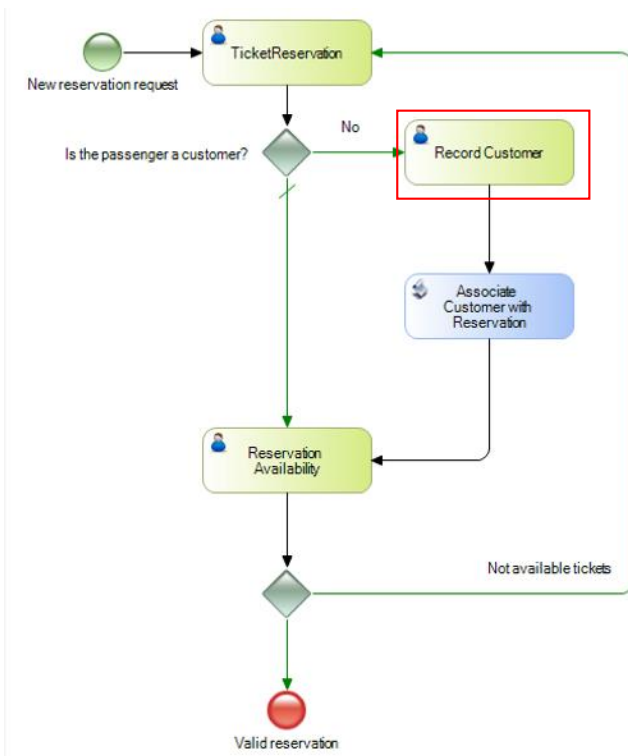 TicketReservation
New reservation request
No
Is the passenger a customer?
Record Customer
Associate
Customer with
Reservation
Reservation
Availability
Not available tickets
Valid reservation